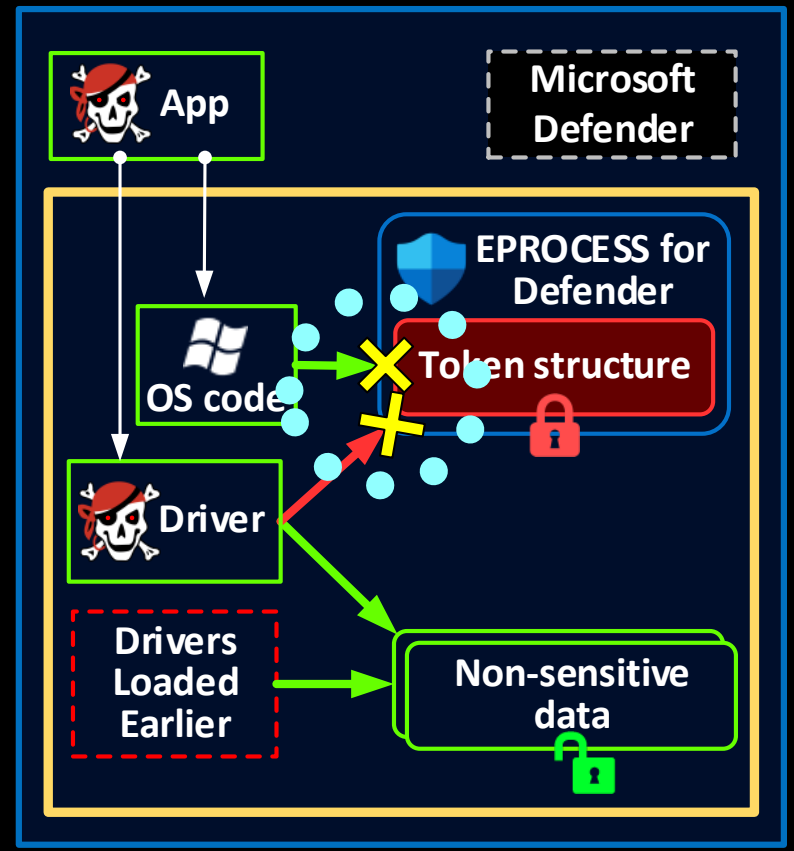 App
Microsoft
Defender
EPROCESS for
Defender
Token structure
OS code
Driver
Drivers
Loaded
Earlier
Non-sensitive
data